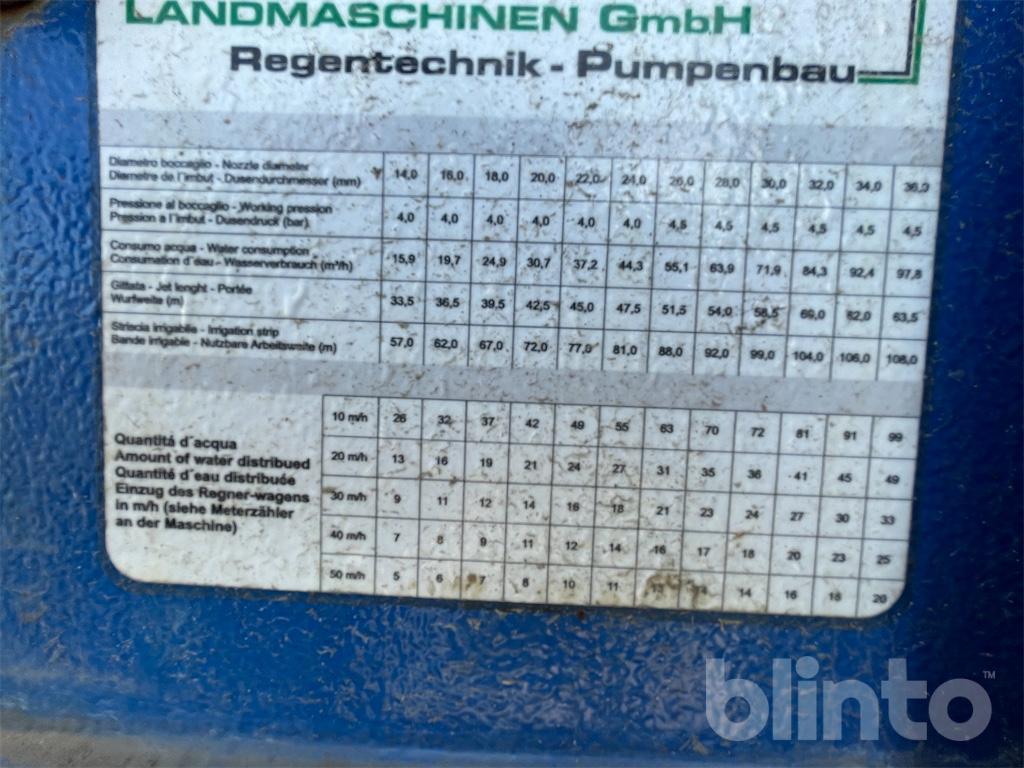 LANDMASCHINEN GmbH
Regentechnik - Pumpenbau
Diametro boccaglio - Nozzle diameter
Diametre de l'imbut - Dusendurchmesser (mm) 14,0 16,0 18,0 20,0 22,0 24,0 26,0 28,0 30,0 32,0 34,0 36,0
Pressione al boccaglio - Working pression
Pression a l'imbut - Dusendruck (bar) 4,0 4,0 4,0 4,0 4,0 4,0 4,5 4,5 4,5 4,5 4,5 4,5
Consumo acqua - Water consumption
Consumation d'eau - Wasserverbrauch (m³/h) 15,9 19,7 24,9 30,7 37,2 44,3 55,1 63,9 71,9 84,3 92,4 97,8
Gittata - Jet lenght - Portée
Wurfweite (m) 33,5 36,5 39,5 42,5 45,0 47,5 51,5 54,0 58,5 60,0 62,0 63,5
Striscia irrigabile - Irrigation strip
Bande irrigable - Nutzbare Arbeitsweite (m) 57,0 62,0 67,0 72,0 77,0 81,0 88,0 92,0 99,0 104,0 106,0 108,0
Quantitá d'acqua
Amount of water distribued
Quantité d'eau distribuée
Einzug des Regner-wagens
in m/h (siehe Meterzähler
an der Maschine)
10 m/h 26 32 37 42 49 55 63 70 72 81 91 99
20 m/h 13 16 19 21 24 27 31 35 36 41 45 49
30 m/h 9 11 12 14 16 18 21 23 24 27 30 33
40 m/h 7 8 9 11 12 14 16 17 18 20 23 25
50 m/h 5 6 7 8 10 11 13 14 14 16 18 20
blinto™